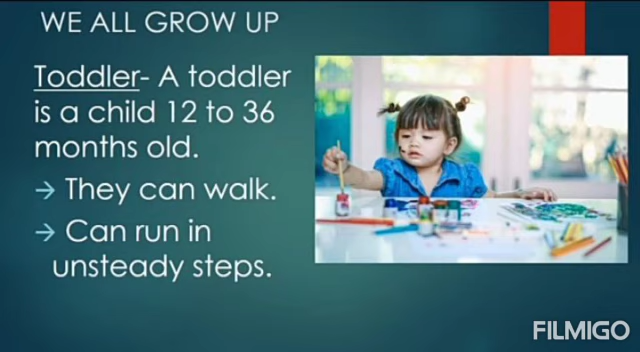 WE ALL GROW UP
Toddler- A toddler
is a child 12 to 36
months old.
→ They can walk.
→ Can run in
unsteady steps.
FILMIGO